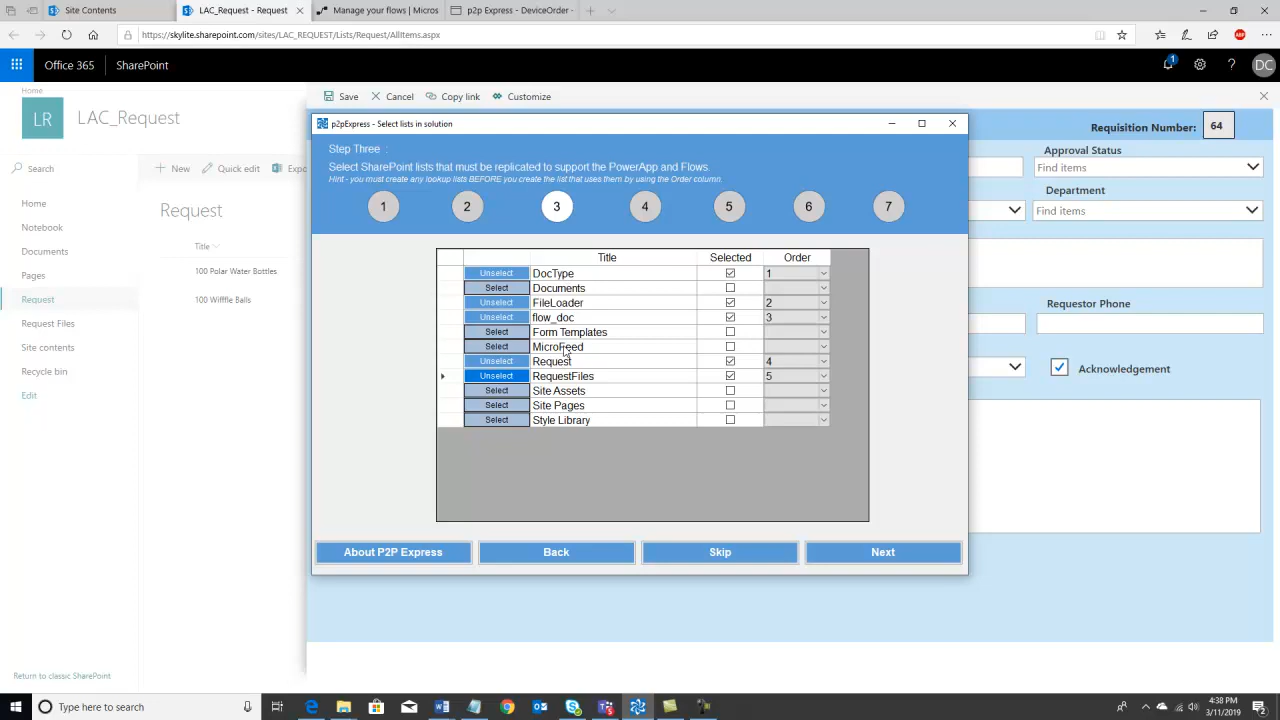 Site Contents
LAC_Request - Request
Manage your flows | Micros
p2p Express - DeviceOrder -
https://skylite.sharepoint.com/sites/LAC_REQUEST/Lists/Request/AllItems.aspx
ABP
Office 365
SharePoint
1
DC
Home
LR
LAC_Request
Search
New
Quick edit
Expo
Home
Notebook
Documents
Pages
Request
Request Files
Site contents
Recycle bin
Edit
Return to classic SharePoint
Request
Title
100 Polar Water Bottles
100 Wifffle Balls
Save
Cancel
Copy link
Customize
p2pExpress - Select lists in solution
Step Three :
Select SharePoint lists that must be replicated to support the PowerApp and Flows.
Hint - you must create any lookup lists BEFORE you create the list that uses them by using the Order column.
1 2 3 4 5 6 7
Title Selected Order
Unselect DocType 1
Select Documents
Unselect FileLoader 2
Unselect flow_doc 3
Select Form Templates
Select MicroFeed
Unselect Request 4
Unselect RequestFiles 5
Select Site Assets
Select Site Pages
Select Style Library
About P2P Express
Back
Skip
Next
Requisition Number: 64
Approval Status
Find items
Department
Find items
Requestor Phone
Acknowledgement
Type here to search
4:38 PM
3/11/2019